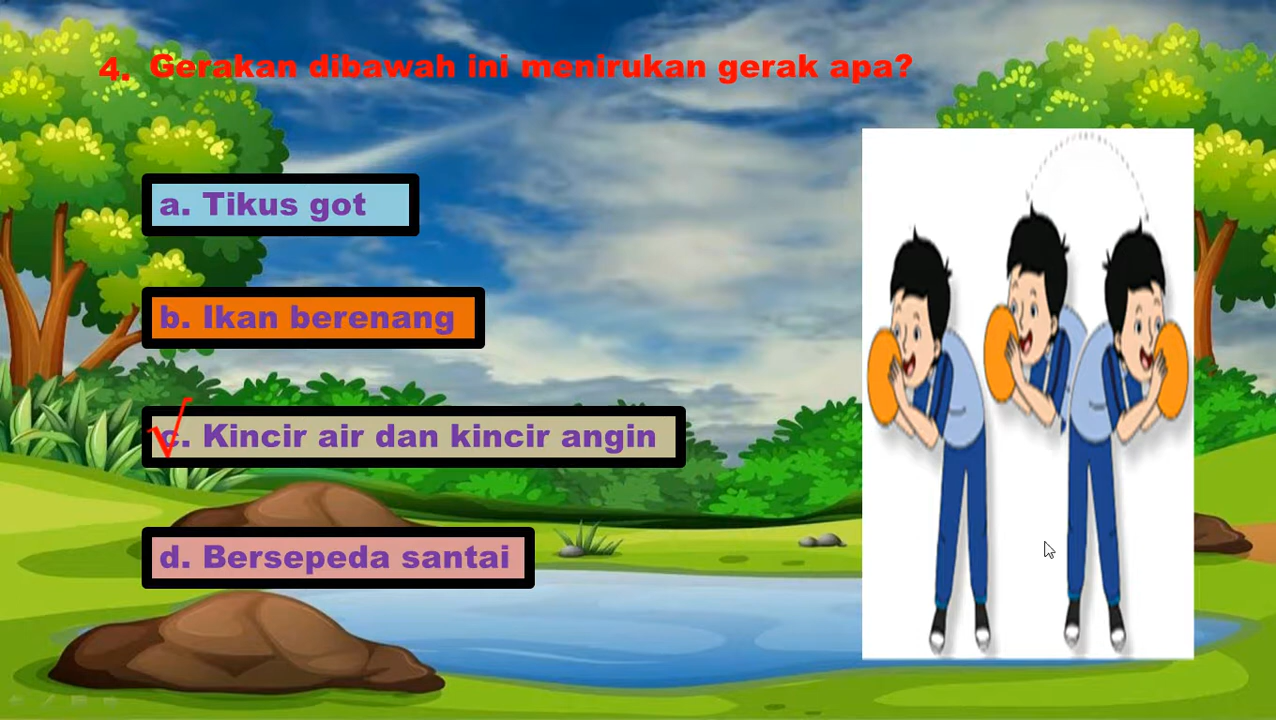 4. Gerakan dibawah ini menirukan gerak apa?
a. Tikus got
b. Ikan berenang
c. Kincir air dan kincir angin
d. Bersepeda santai